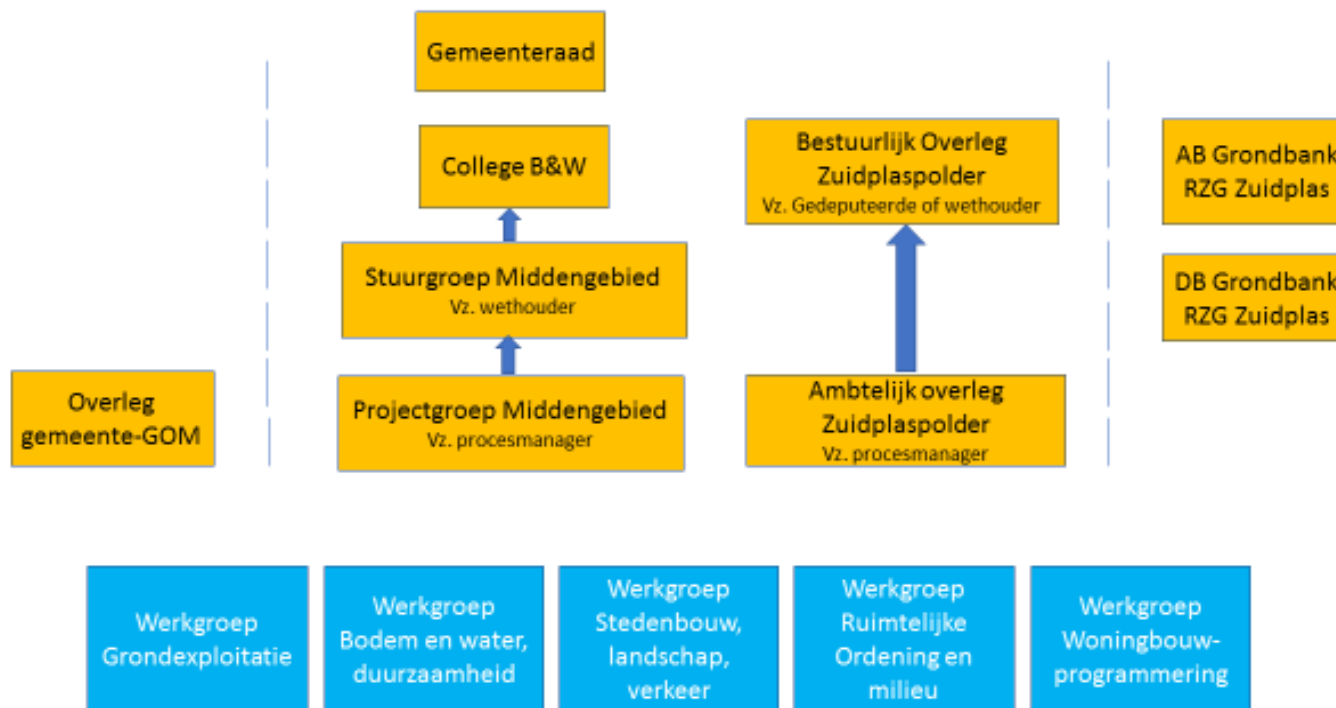 Gemeenteraad
College B&W
Stuurgroep Middengebied
Vz. wethouder
Projectgroep Middengebied
Vz. procesmanager
Overleg
gemeente-GOM
Bestuurlijk Overleg
Zuidplaspolder
Vz. Gedeputeerde of wethouder
Ambtelijk overleg
Zuidplaspolder
Vz. procesmanager
AB Grondbank
RZG Zuidplas
DB Grondbank
RZG Zuidplas
Werkgroep
Grondexploitatie
Werkgroep
Bodem en water,
duurzaamheid
Werkgroep
Stedenbouw,
landschap,
verkeer
Werkgroep
Ruimtelijke
Ordening en
milieu
Werkgroep
Woningbouw-
programmering